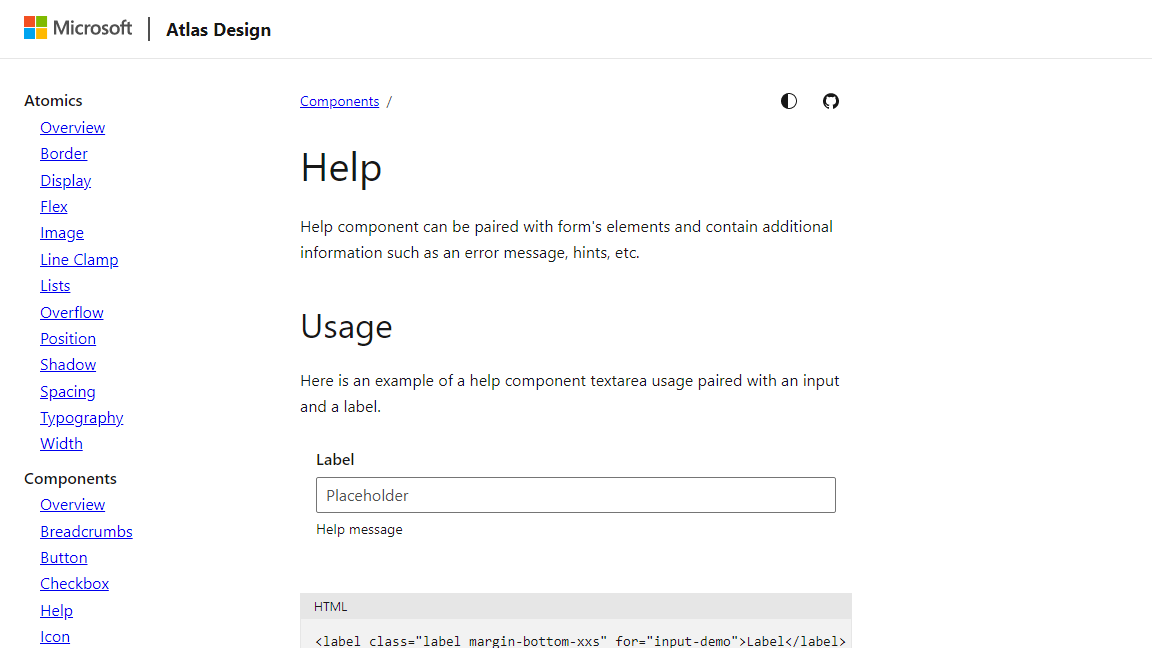 Microsoft | Atlas Design
Atomics
Overview
Border
Display
Flex
Image
Line Clamp
Lists
Overflow
Position
Shadow
Spacing
Typography
Width
Components
Overview
Breadcrumbs
Button
Checkbox
Help
Icon
Components /
Help
Help component can be paired with form's elements and contain additional
information such as an error message, hints, etc.
Usage
Here is an example of a help component textarea usage paired with an input
and a label.
Label
Placeholder
Help message
HTML
<label class="label margin-bottom-xxs" for="input-demo">Label</label>